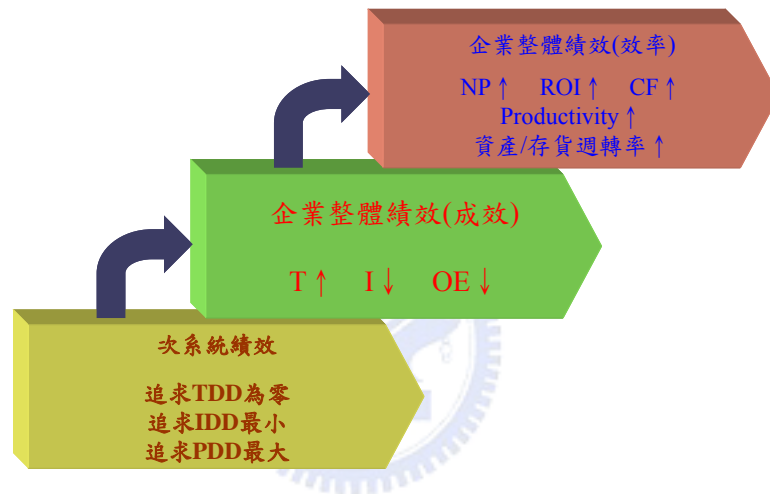 企業整體績效(效率)
NP↑ ROI↑ CF↑
Productivity↑
資產/存貨週轉率↑
企業整體績效(成效)
T↑ I↓ OE↓
次系統績效
追求TDD為零
追求IDD最小
追求PDD最大